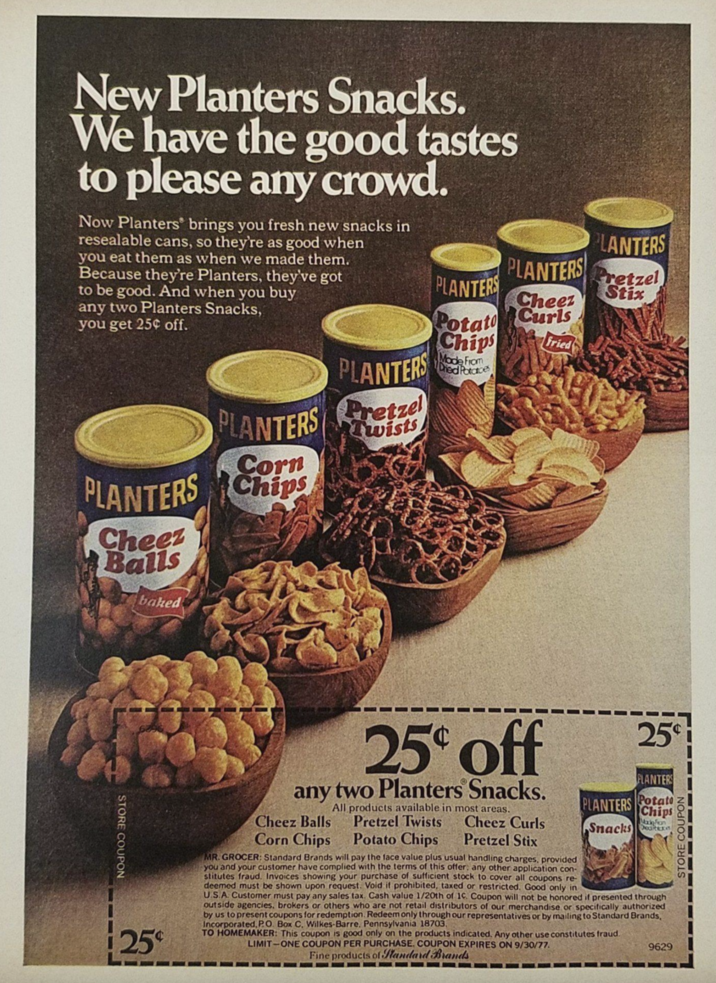 New Planters Snacks.
We have the good tastes
to please any crowd.
Now Planters® brings you fresh new snacks in
resealable cans, so they're as good when
you eat them as when we made them.
Because they're Planters, they've got
to be good. And when you buy
any two Planters Snacks,
you get 25¢ off.
PLANTERS
Cheez
Balls
baked
PLANTERS
Corn
Chips
PLANTERS
Pretzel
Twists
PLANTERS
Potato
Chips
Made From
Dried Potatoes
PLANTERS
Cheez
Curls
fried
PLANTERS
Pretzel
Stix
25¢ off
25¢
any two Planters® Snacks.
All products available in most areas.
Cheez Balls Pretzel Twists Cheez Curls
Corn Chips Potato Chips Pretzel Stix
PLANTERS
Snacks
PLANTERS
Potato
Chips
STORE COUPON
STORE COUPON
MR. GROCER: Standard Brands will pay the face value plus usual handling charges, provided
you and your customer have complied with the terms of this offer; any other application con-
stitutes fraud. Invoices showing your purchase of sufficient stock to cover all coupons re-
deemed must be shown upon request. Void if prohibited, taxed or restricted. Good only in
U.S.A. Customer must pay any sales tax. Cash value 1/20th of 1¢. Coupon will not be honored if presented through
outside agencies, brokers or others who are not retail distributors of our merchandise or specifically authorized
by us to present coupons for redemption. Redeem only through our representatives or by mailing to Standard Brands,
Incorporated, P.O. Box C, Wilkes-Barre, Pennsylvania 18703.
TO HOMEMAKER: This coupon is good only on the products indicated. Any other use constitutes fraud.
LIMIT—ONE COUPON PER PURCHASE. COUPON EXPIRES ON 9/30/77.
25¢
9629
Fine products of Standard Brands